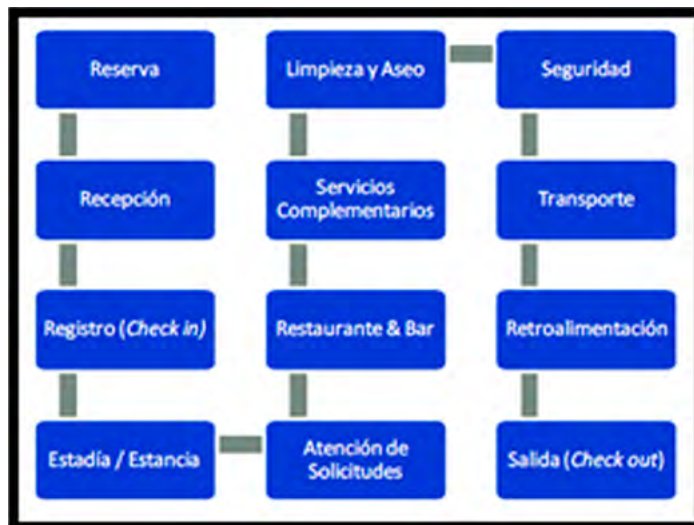 Reserva
Recepción
Registro (Check in)
Estadía / Estancia
Atención de
Solicitudes
Restaurante & Bar
Servicios
Complementarios
Limpieza y Aseo
Seguridad
Transporte
Retroalimentación
Salida (Check out)